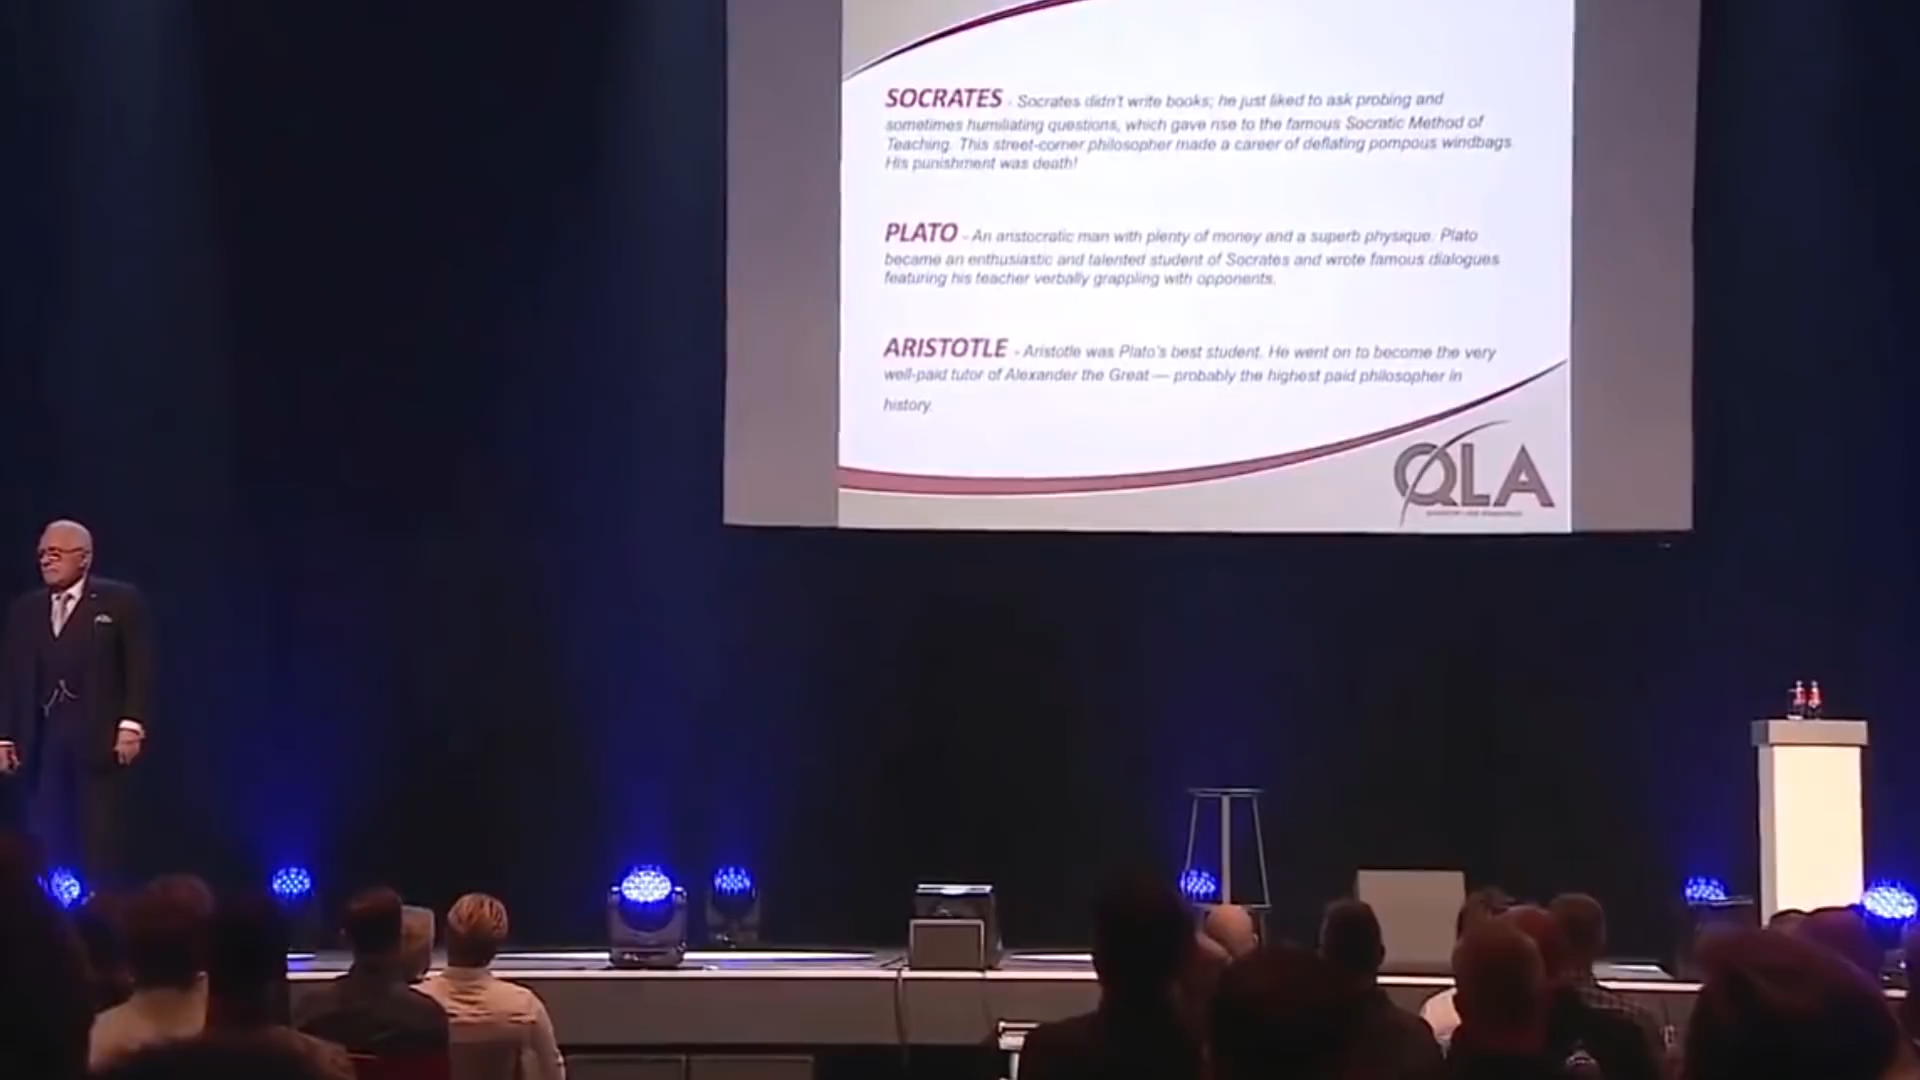 SOCRATES - Socrates didn't write books; he just liked to ask probing and
sometimes humiliating questions, which gave rise to the famous Socratic Method of
Teaching. This street-corner philosopher made a career of deflating pompous windbags.
His punishment was death!
PLATO - An aristocratic man with plenty of money and a superb physique. Plato
became an enthusiastic and talented student of Socrates and wrote famous dialogues
featuring his teacher verbally grappling with opponents.
ARISTOTLE - Aristotle was Plato's best student. He went on to become the very
well-paid tutor of Alexander the Great — probably the highest paid philosopher in
history.
QLA